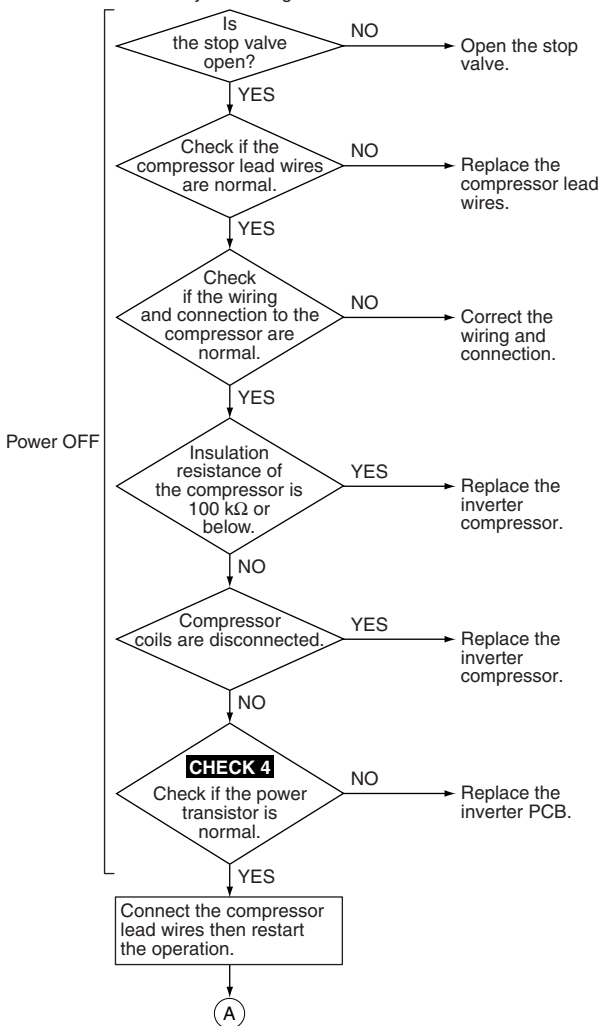 Is
the stop valve
open?
NO
Open the stop
valve.
YES
Check if the
compressor lead wires
are normal.
NO
Replace the
compressor lead
wires.
YES
Check
if the wiring
and connection to the
compressor are
normal.
NO
Correct the
wiring and
connection.
YES
Power OFF
Insulation
resistance of
the compressor is
100 kΩ or
below.
YES
Replace the
inverter
compressor.
NO
Compressor
coils are disconnected.
YES
Replace the
inverter
compressor.
NO
CHECK 4
Check if the power
transistor is
normal.
NO
Replace the
inverter PCB.
YES
Connect the compressor
lead wires then restart
the operation.
A